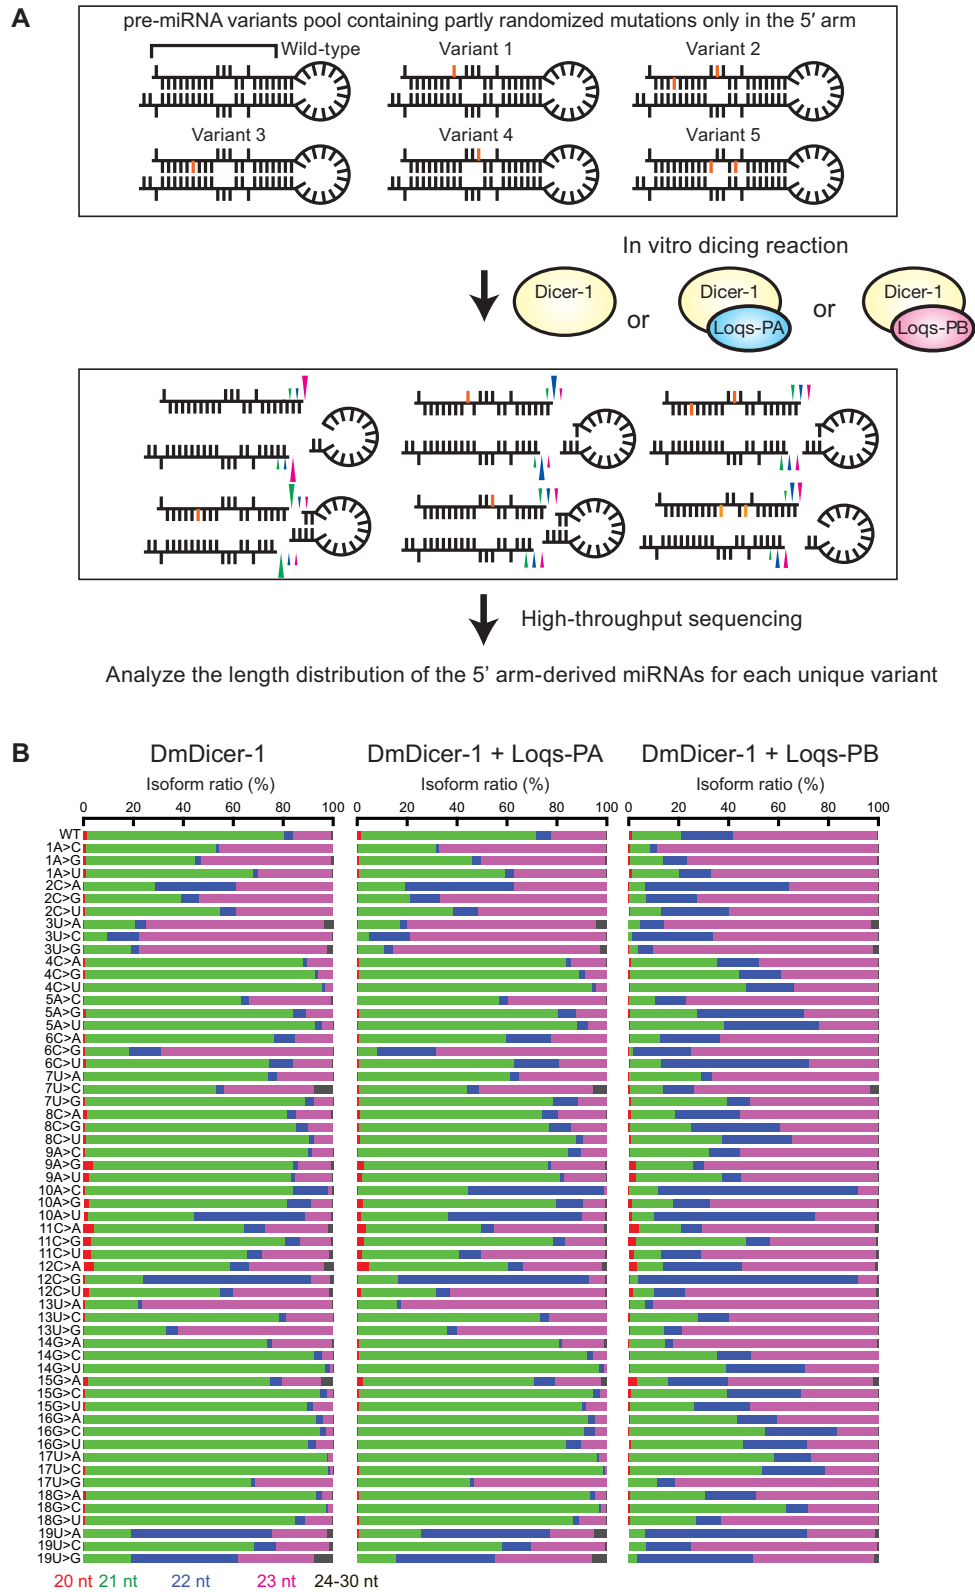 A
pre-miRNA variants pool containing partly randomized mutations only in the 5′ arm
Wild-type
Variant 1
Variant 2
Variant 3
Variant 4
Variant 5
In vitro dicing reaction
Dicer-1
or
Dicer-1
Loqs-PA
or
Dicer-1
Loqs-PB
High-throughput sequencing
Analyze the length distribution of the 5’ arm-derived miRNAs for each unique variant
B
DmDicer-1
DmDicer-1 + Loqs-PA
DmDicer-1 + Loqs-PB
Isoform ratio (%)
Isoform ratio (%)
Isoform ratio (%)
0 20 40 60 80 100
0 20 40 60 80 100
0 20 40 60 80 100
WT
1A>C
1A>G
1A>U
2C>A
2C>G
2C>U
3U>A
3U>C
3U>G
4C>A
4C>G
4C>U
5A>C
5A>G
5A>U
6C>A
6C>G
6C>U
7U>A
7U>C
7U>G
8C>A
8C>G
8C>U
9A>C
9A>G
9A>U
10A>C
10A>G
10A>U
11C>A
11C>G
11C>U
12C>A
12C>G
12C>U
13U>A
13U>C
13U>G
14G>A
14G>C
14G>U
15G>A
15G>C
15G>U
16G>A
16G>C
16G>U
17U>A
17U>C
17U>G
18G>A
18G>C
18G>U
19U>A
19U>C
19U>G
20 nt 21 nt 22 nt 23 nt 24-30 nt